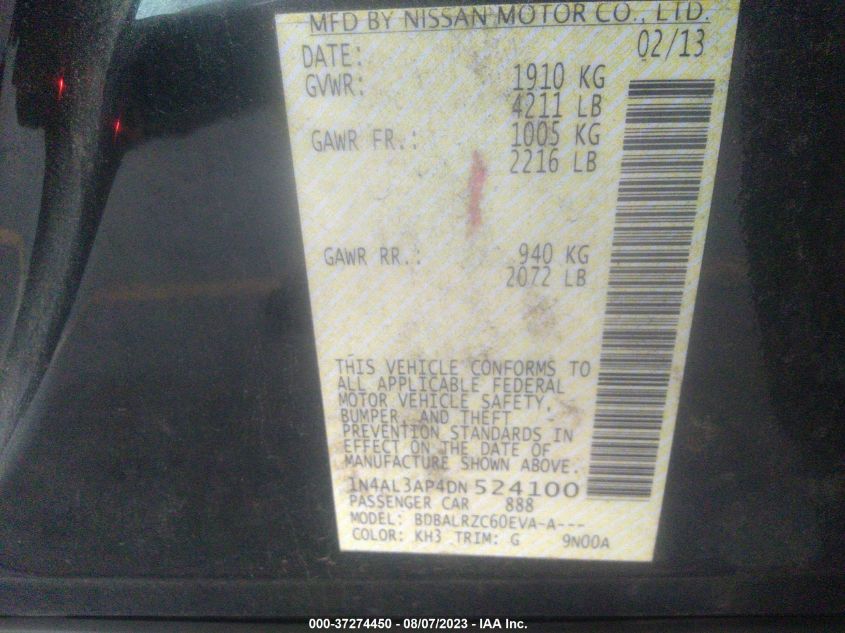 MFD BY NISSAN MOTOR CO., LTD.
DATE: 02/13
GVWR: 1910 KG
4211 LB
GAWR FR.: 1005 KG
2216 LB
GAWR RR.: 940 KG
2072 LB
THIS VEHICLE CONFORMS TO
ALL APPLICABLE FEDERAL
MOTOR VEHICLE SAFETY,
BUMPER, AND THEFT
PREVENTION STANDARDS IN
EFFECT ON THE DATE OF
MANUFACTURE SHOWN ABOVE.
1N4AL3AP4DN 524100
PASSENGER CAR 888
MODEL: BDBALRZC60EVA-A---
COLOR: KH3 TRIM: G 9N00A
000-37274450 - 08/07/2023 - IAA Inc.